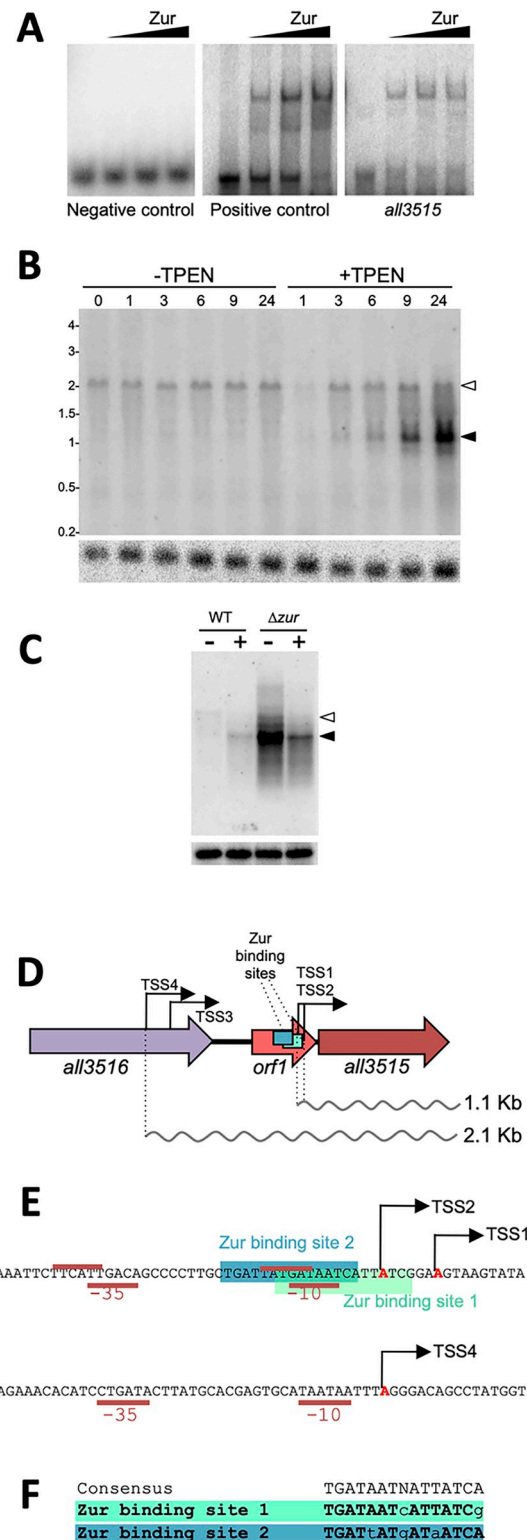 A
Zur
Zur
Zur
Negative control
Positive control
all3515
B
-TPEN
+TPEN
0 1 3 6 9 24 1 3 6 9 24
4-
3-
2-
1.5-
1-
0.5-
0.2-
C
WT
Δzur
- + - +
D
Zur
binding
sites
TSS4
TSS3
TSS1
TSS2
all3516
orf1
all3515
1.1 Kb
2.1 Kb
E
TSS2
TSS1
Zur binding site 2
AAATTCTTCATTGACAGCCCCTTGCTGATTATGATAATCATTATCGGAAGTAAGTATA
-35
-10
Zur binding site 1
TSS4
AGAAACACATCCTGATACTTATGCACGAGTGCATAATAATTTAGGGACAGCCTATGGT
-35
-10
F
Consensus TGATAATNATTATCA
Zur binding site 1 TGATAATcATTATCg
Zur binding site 2 TGATtATgATAaTCA